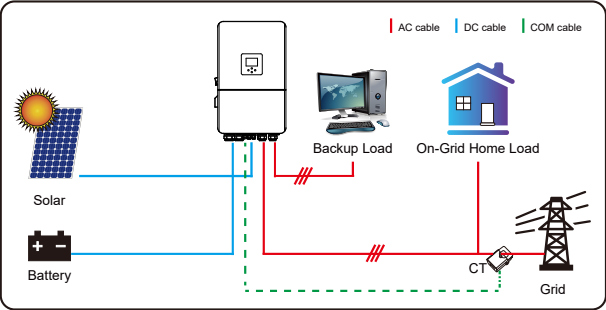 AC cable
DC cable
COM cable
Backup Load
On-Grid Home Load
Solar
Battery
CT
Grid